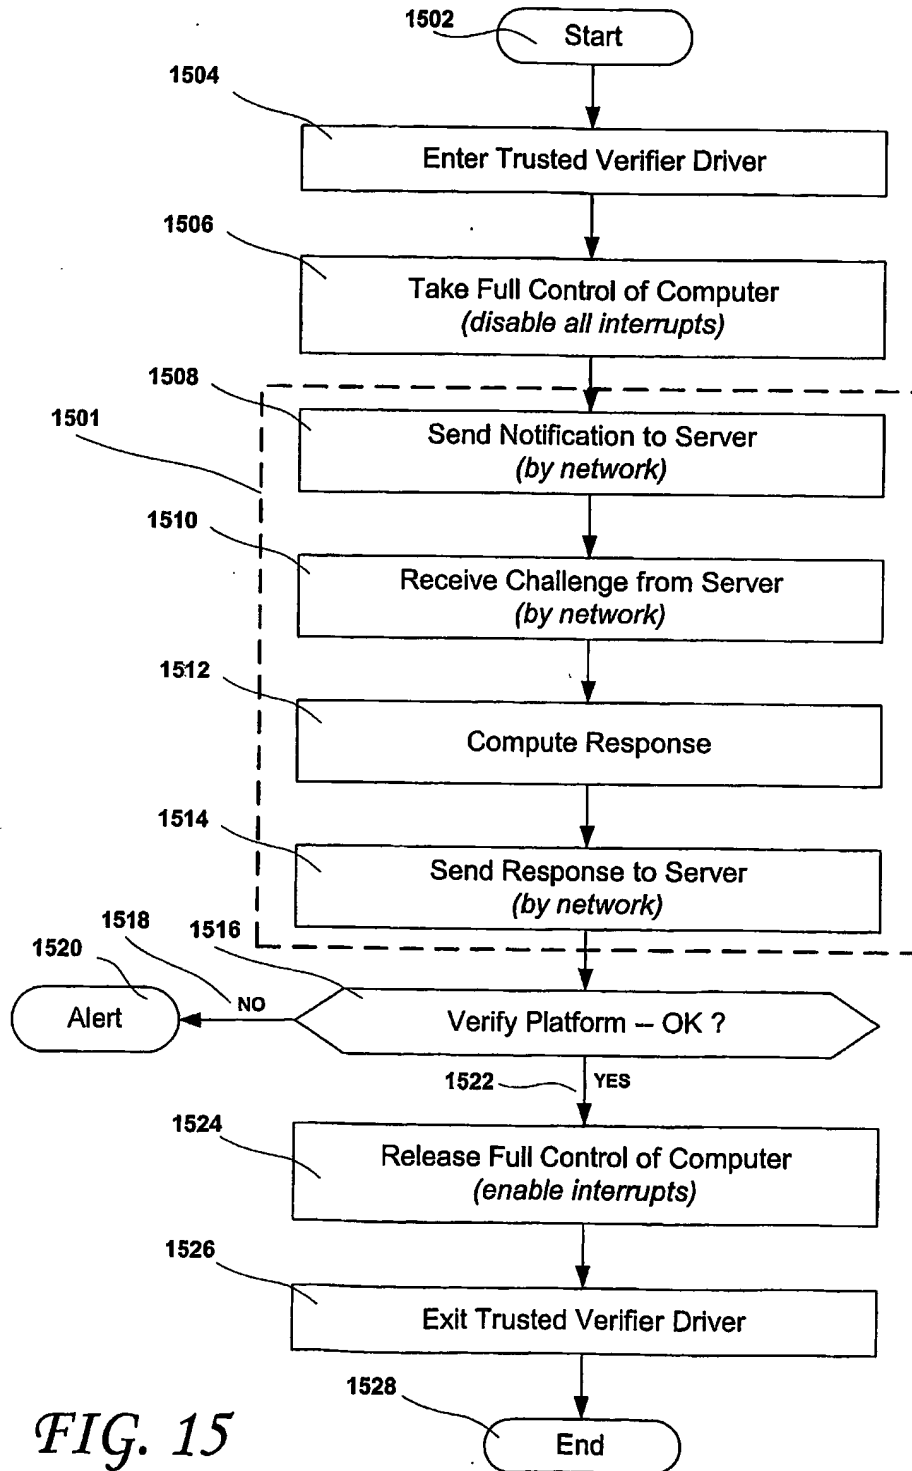 1502
Start
1504
Enter Trusted Verifier Driver
1506
Take Full Control of Computer
(disable all interrupts)
1508
1501
Send Notification to Server
(by network)
1510
Receive Challenge from Server
(by network)
1512
Compute Response
1514
Send Response to Server
(by network)
1518
1516
1520
NO
Alert
Verify Platform – OK ?
1522
YES
1524
Release Full Control of Computer
(enable interrupts)
1526
Exit Trusted Verifier Driver
1528
End
FIG. 15